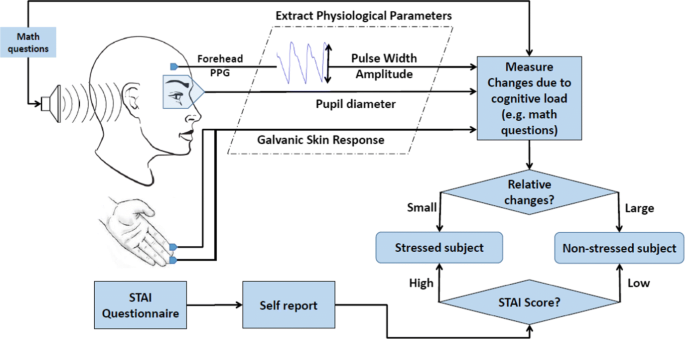 Math
questions
Extract Physiological Parameters
Forehead
PPG
Pulse Width
Amplitude
Pupil diameter
Galvanic Skin Response
Measure
Changes due to
cognitive load
(e.g. math
questions)
Relative
changes?
Small
Large
Stressed subject
Non-stressed subject
High
Low
STAI Score?
STAI
Questionnaire
Self report